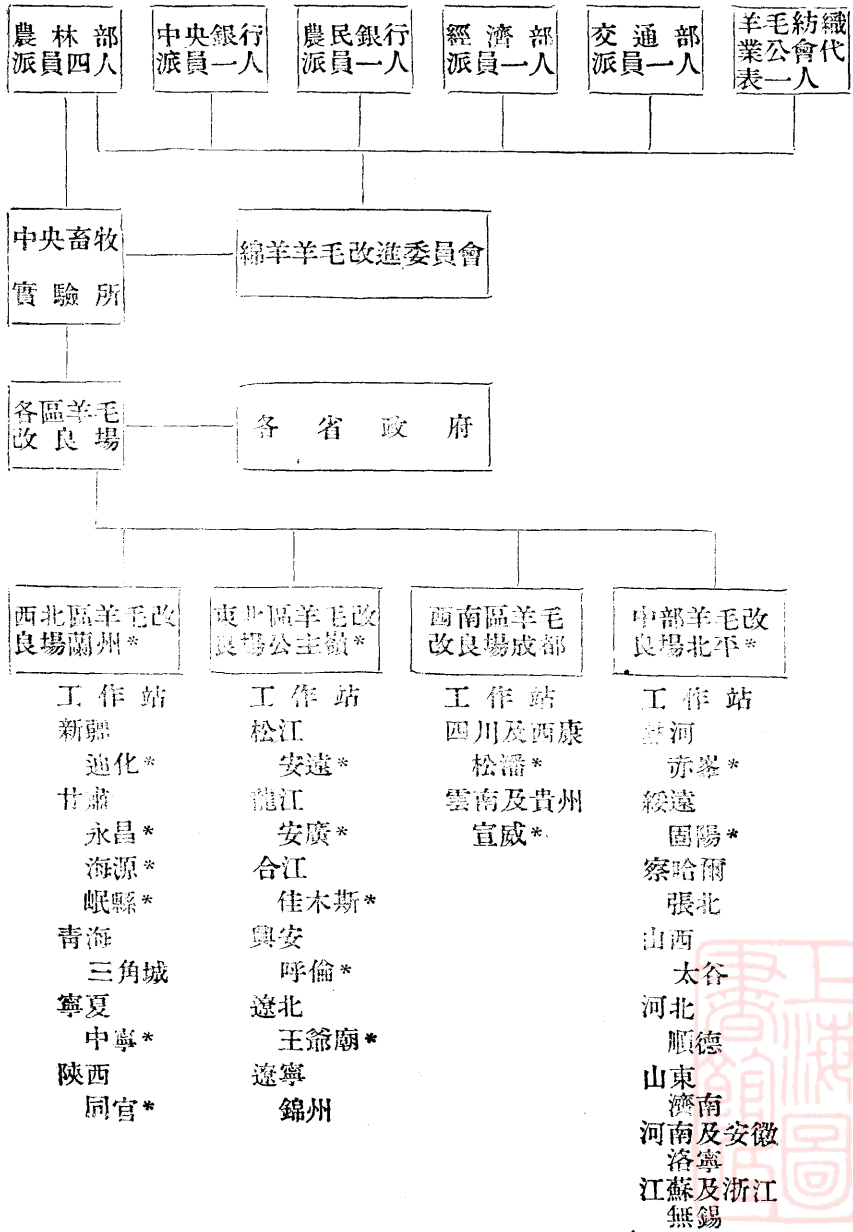 農林部
派員四人
中央銀行
派員一人
農民銀行
派員一人
經濟部
派員一人
交通部
派員一人
羊毛紡織
業公會代
表一人
中央畜牧
實驗所
綿羊羊毛改進委員會
各區羊毛
改良場
各省政府
西北區羊毛改
良場蘭州*
工作站
新疆
迪化*
甘肅
永昌*
海源*
岷縣*
青海
三角城
寧夏
中寧*
陝西
同官*
東北區羊毛改
良場公主嶺*
工作站
松江
安遠*
龍江
安廣*
合江
佳木斯*
興安
呼倫*
遼北
王爺廟*
遼寧
錦州
西南區羊毛
改良場成都
工作站
四川及西康
松潘*
雲南及貴州
宣威*
中部羊毛改
良場北平*
工作站
熱河
赤峯*
綏遠
固陽*
察哈爾
張北
山西
太谷
河北
順德
山東
濟南
河南及安徽
洛寧
江蘇及浙江
無錫
上海圖
書館藏